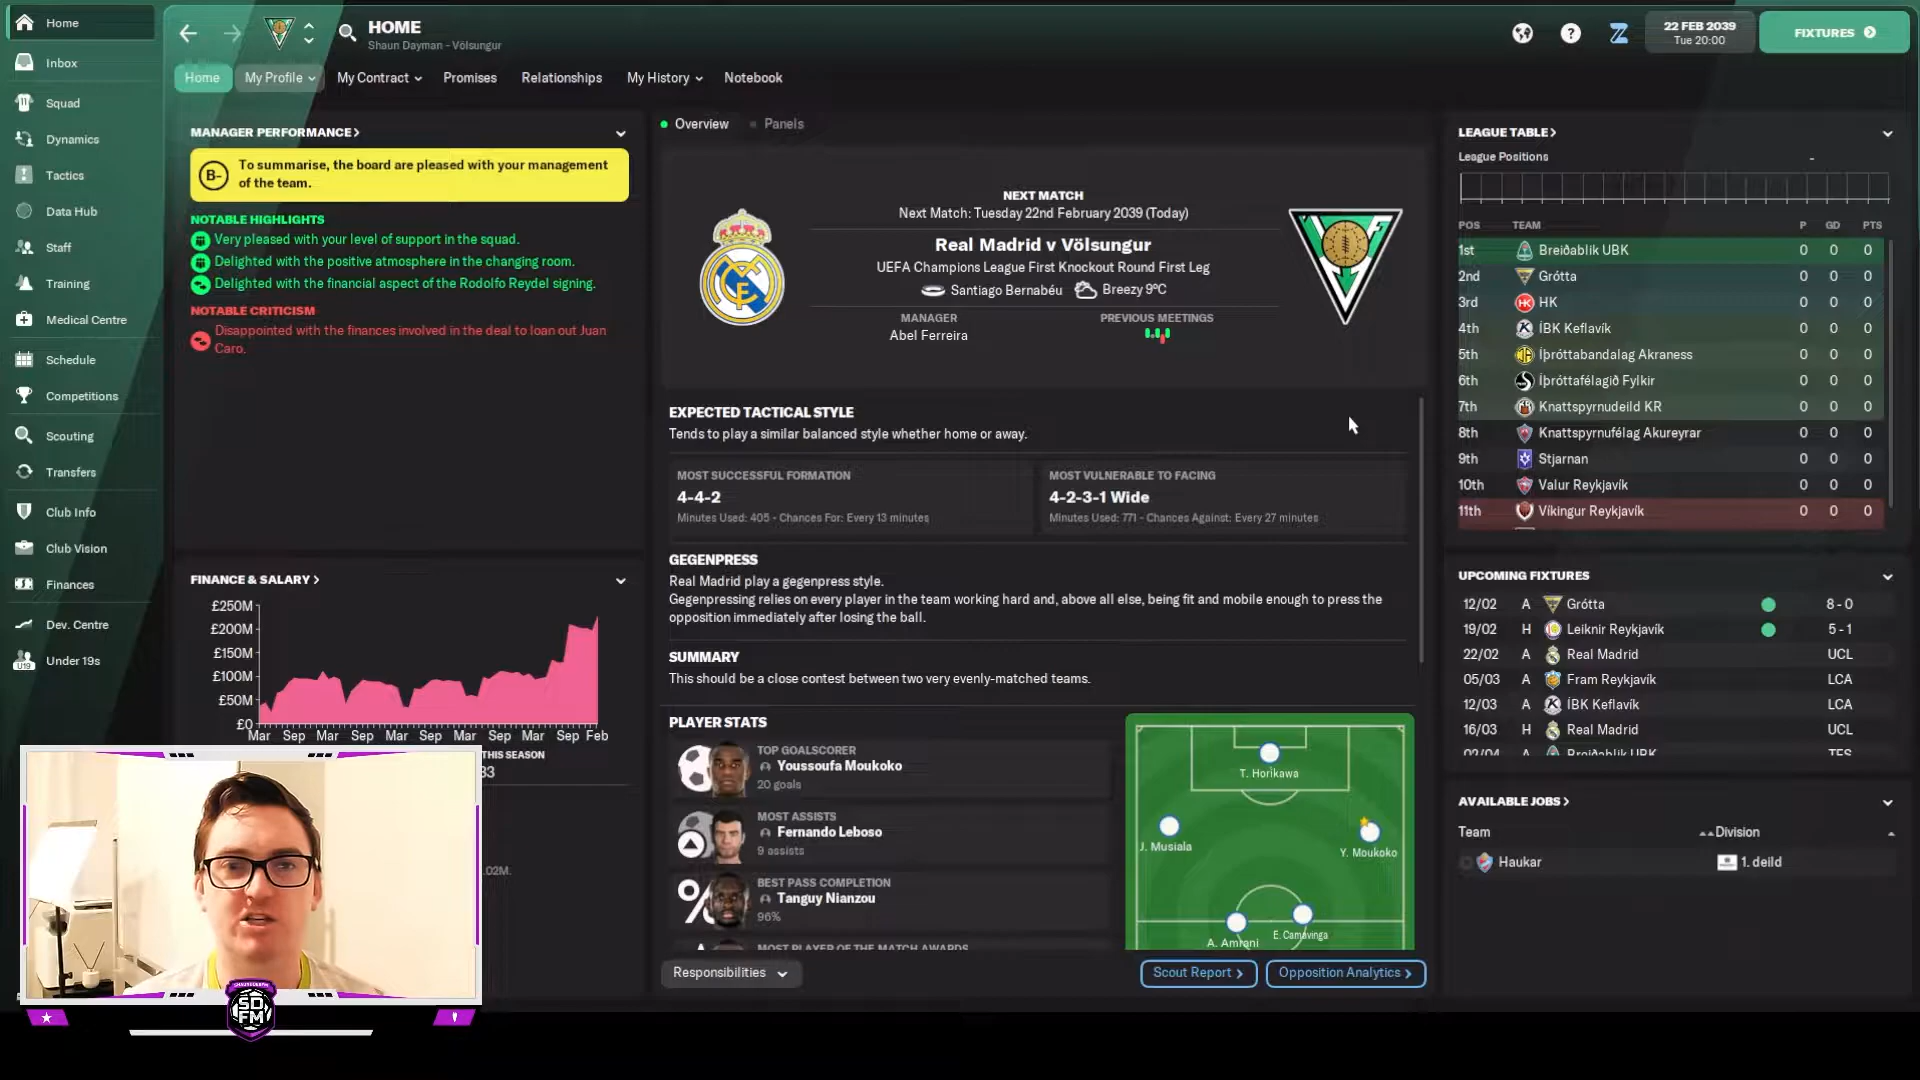 Home
Inbox
Squad
Dynamics
Tactics
Data Hub
Staff
Training
Medical Centre
Schedule
Competitions
Scouting
Transfers
Club Info
Club Vision
Finances
Dev. Centre
Under 19s
HOME
Shaun Dayman - Völsungur
22 FEB 2039
Tue 20:00
FIXTURES
Home
My Profile
My Contract
Promises
Relationships
My History
Notebook
MANAGER PERFORMANCE
B-
To summarise, the board are pleased with your management
of the team.
NOTABLE HIGHLIGHTS
Very pleased with your level of support in the squad.
Delighted with the positive atmosphere in the changing room.
Delighted with the financial aspect of the Rodolfo Reydel signing.
NOTABLE CRITICISM
Disappointed with the finances involved in the deal to loan out Juan
Caro.
FINANCE & SALARY
£250M
£200M
£150M
£100M
£50M
£0
Mar Sep Mar Sep Mar Sep Mar Sep Sep Feb
THIS SEASON
.02M.
SD
FM
Overview
Panels
NEXT MATCH
Next Match: Tuesday 22nd February 2039 (Today)
Real Madrid v Völsungur
UEFA Champions League First Knockout Round First Leg
Santiago Bernabéu Breezy 9°C
MANAGER
Abel Ferreira
PREVIOUS MEETINGS
EXPECTED TACTICAL STYLE
Tends to play a similar balanced style whether home or away.
MOST SUCCESSFUL FORMATION
4-4-2
Minutes Used: 405 - Chances For: Every 13 minutes
MOST VULNERABLE TO FACING
4-2-3-1 Wide
Minutes Used: 771 - Chances Against: Every 27 minutes
GEGENPRESS
Real Madrid play a gegenpress style.
Gegenpressing relies on every player in the team working hard and, above all else, being fit and mobile enough to press the
opposition immediately after losing the ball.
SUMMARY
This should be a close contest between two very evenly-matched teams.
PLAYER STATS
TOP GOALSCORER
Youssoufa Moukoko
20 goals
MOST ASSISTS
Fernando Leboso
9 assists
BEST PASS COMPLETION
Tanguy Nianzou
96%
MOST PLAYER OF THE MATCH AWARDS
T. Horikawa
J. Musiala
Y. Moukoko
A. Amrani
E. Camavinga
Responsibilities
Scout Report
Opposition Analytics
LEAGUE TABLE
League Positions -
POS TEAM P GD PTS
1st Breiðablik UBK 0 0 0
2nd Grótta 0 0 0
3rd HK 0 0 0
4th ÍBK Keflavík 0 0 0
5th Íþróttabandalag Akraness 0 0 0
6th Íþróttafélagið Fylkir 0 0 0
7th Knattspyrnudeild KR 0 0 0
8th Knattspyrnufélag Akureyrar 0 0 0
9th Stjarnan 0 0 0
10th Valur Reykjavík 0 0 0
11th Víkingur Reykjavík 0 0 0
UPCOMING FIXTURES
12/02 A Grótta 8 - 0
19/02 H Leiknir Reykjavík 5 - 1
22/02 A Real Madrid UCL
05/03 A Fram Reykjavík LCA
12/03 A ÍBK Keflavík LCA
16/03 H Real Madrid UCL
02/04 A Breiðablik UBK TES
AVAILABLE JOBS
Team Division
Haukar 1. deild